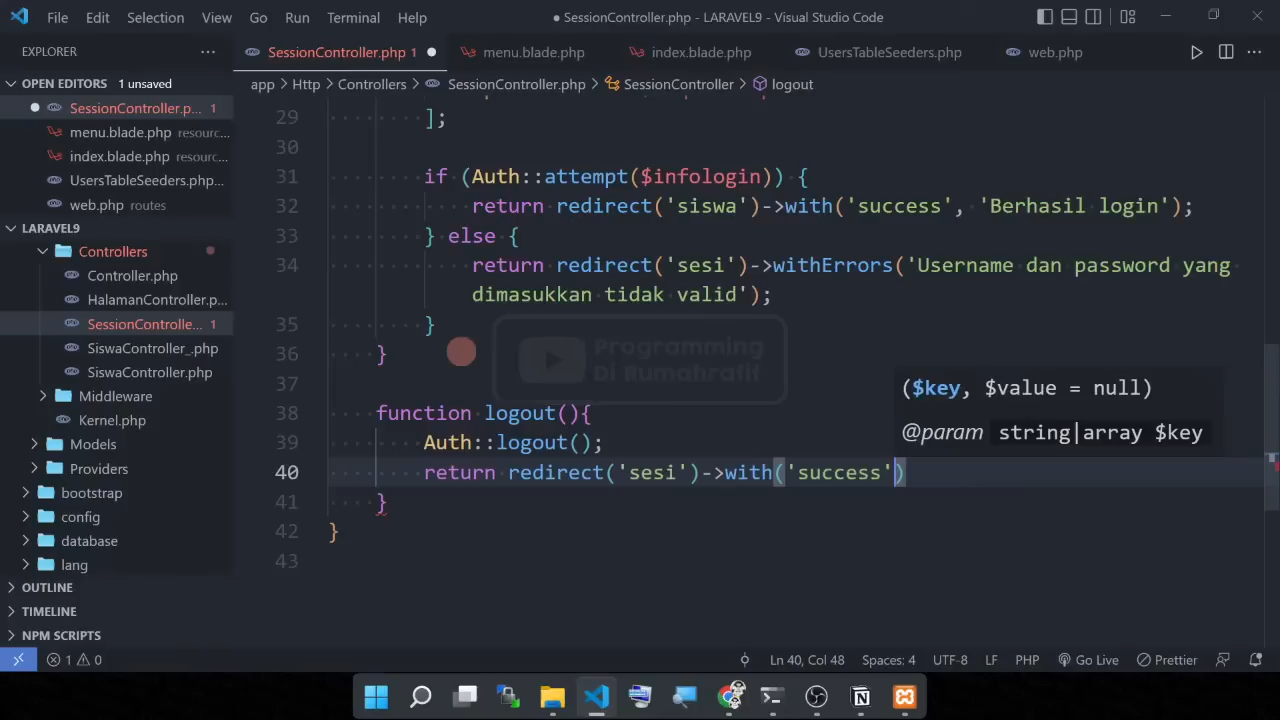 File Edit Selection View Go Run Terminal Help
SessionController.php - LARAVEL9 - Visual Studio Code
EXPLORER
SessionController.php 1
menu.blade.php
index.blade.php
UsersTableSeeders.php
web.php
OPEN EDITORS 1 unsaved
app > Http > Controllers > SessionController.php > SessionController > logout
SessionController.p... 1
menu.blade.php resourc...
index.blade.php resourc...
UsersTableSeeders.php...
web.php routes
LARAVEL9
Controllers
Controller.php
HalamanController.p...
SessionControlle... 1
SiswaController_.php
SiswaController.php
Middleware
Kernel.php
Models
Providers
bootstrap
config
database
lang
OUTLINE
TIMELINE
NPM SCRIPTS
29 ];
30
31 if (Auth::attempt($infologin)) {
32 return redirect('siswa')->with('success', 'Berhasil login');
33 } else {
34 return redirect('sesi')->withErrors('Username dan password yang
dimasukkan tidak valid');
35 }
36 }
37
38 function logout(){
39 Auth::logout();
40 return redirect('sesi')->with('success')
41 }
42 }
43
Programming
Di Rumahrafif
($key, $value = null)
@param string|array $key
1 0
Ln 40, Col 48 Spaces: 4 UTF-8 LF PHP Go Live Prettier